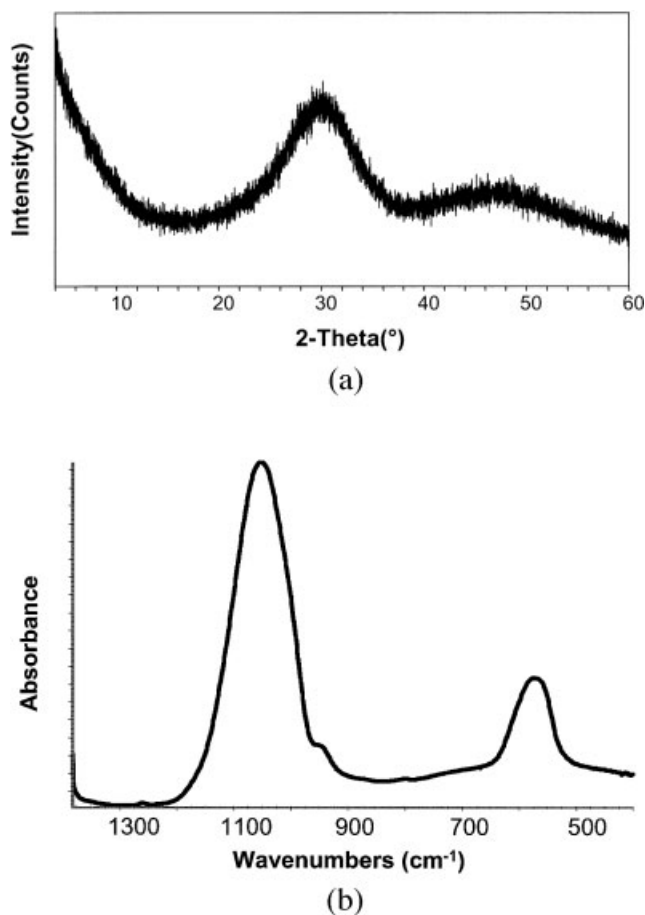 Intensity(Counts)
10 20 30 40 50 60
2-Theta(°)
(a)
Absorbance
1300 1100 900 700 500
Wavenumbers (cm⁻¹)
(b)